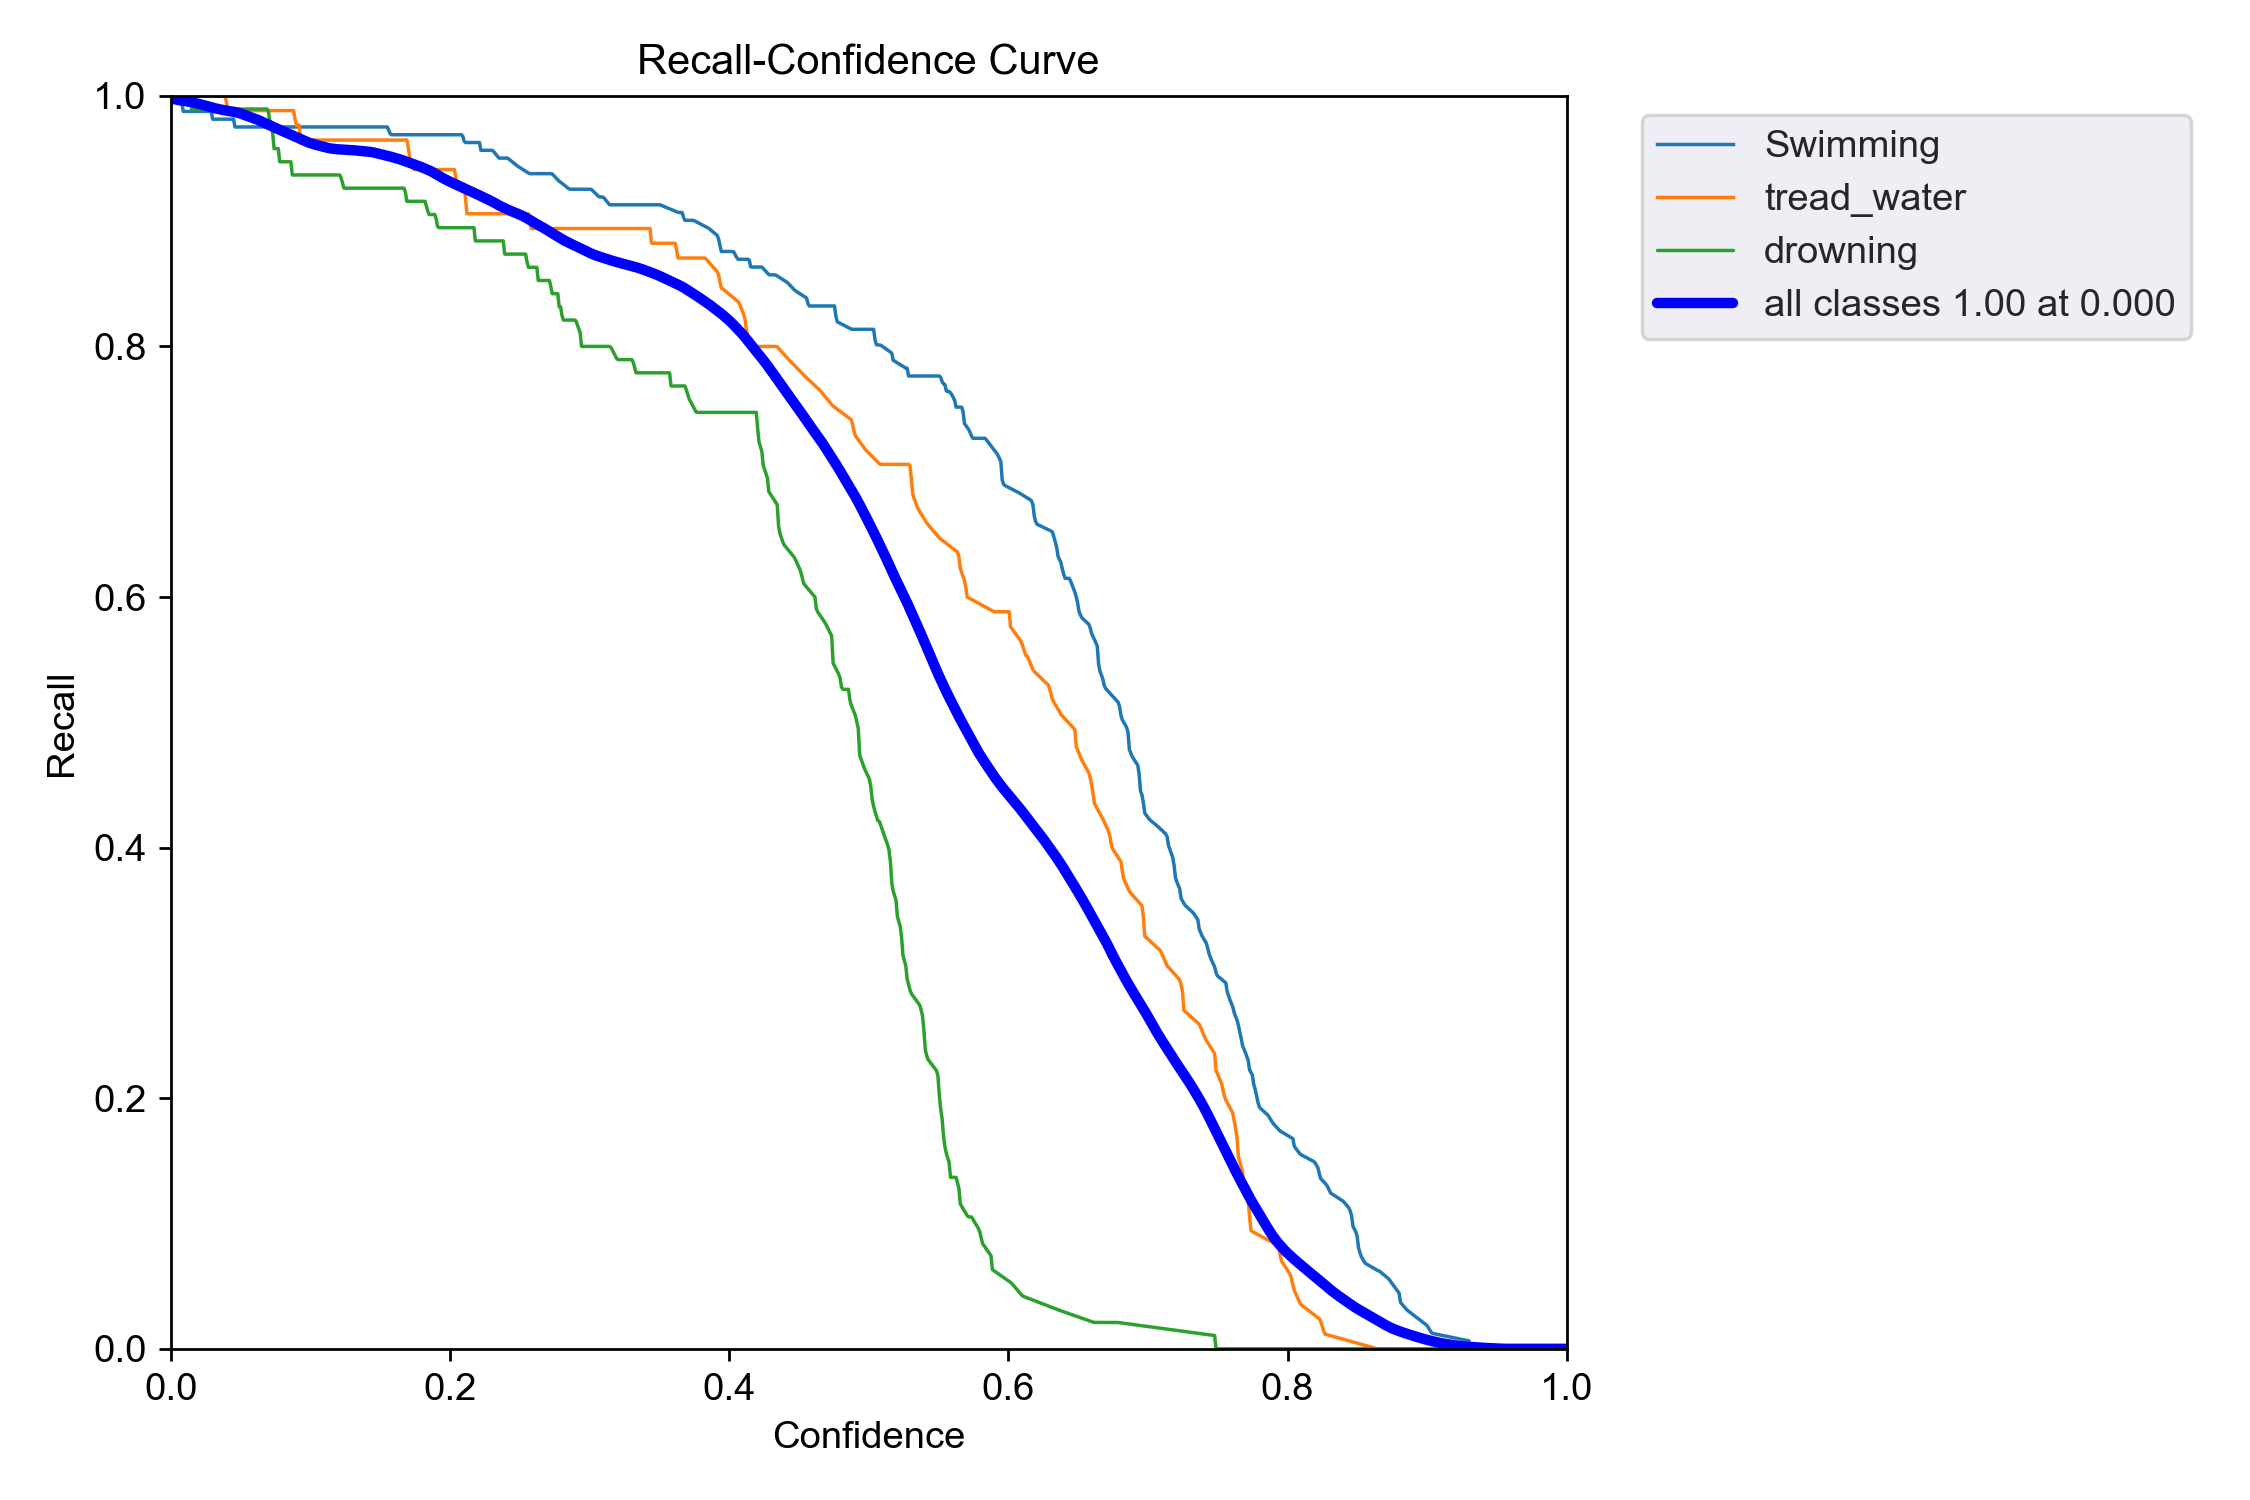 Recall-Confidence Curve
1.0
0.8
0.6
0.4
0.2
0.0
Recall
0.0 0.2 0.4 0.6 0.8 1.0
Confidence
Swimming
tread_water
drowning
all classes 1.00 at 0.000